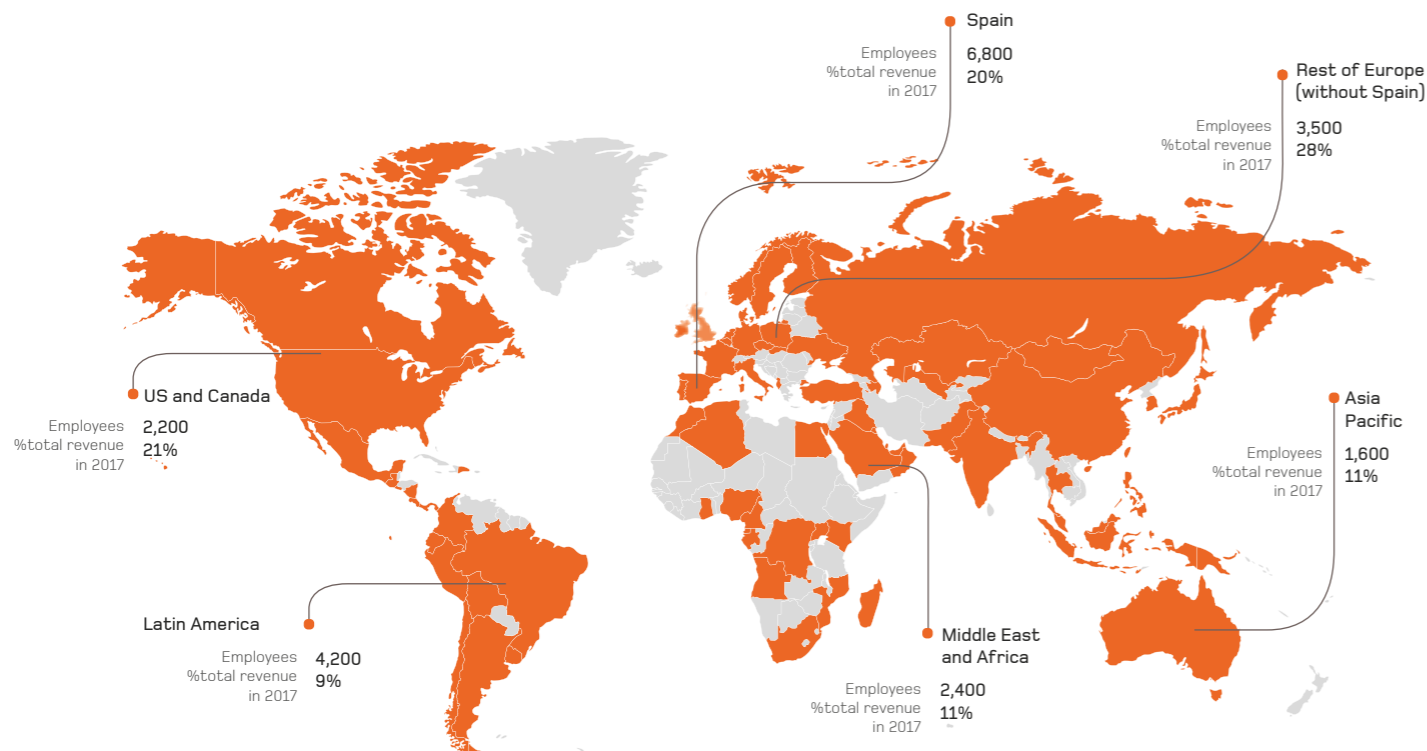 Spain
Employees 6,800
%total revenue 20%
in 2017
Rest of Europe
(without Spain)
Employees 3,500
%total revenue 28%
in 2017
US and Canada
Employees 2,200
%total revenue 21%
in 2017
Asia
Pacific
Employees 1,600
%total revenue 11%
in 2017
Latin America
Employees 4,200
%total revenue 9%
in 2017
Middle East
and Africa
Employees 2,400
%total revenue 11%
in 2017